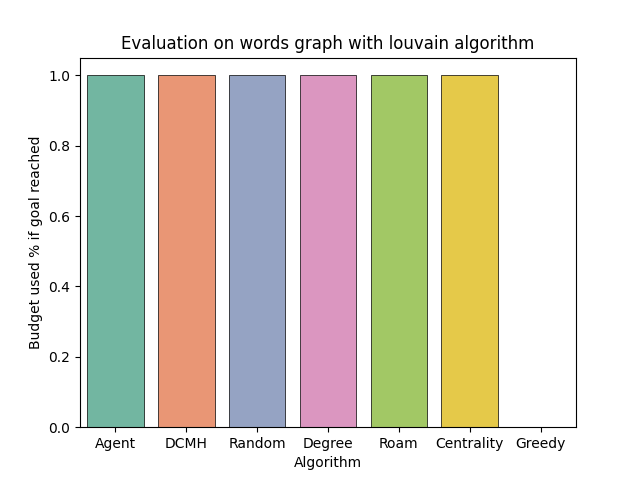 Evaluation on words graph with louvain algorithm
Budget used % if goal reached
1.0
0.8
0.6
0.4
0.2
0.0
Agent DCMH Random Degree Roam Centrality Greedy
Algorithm